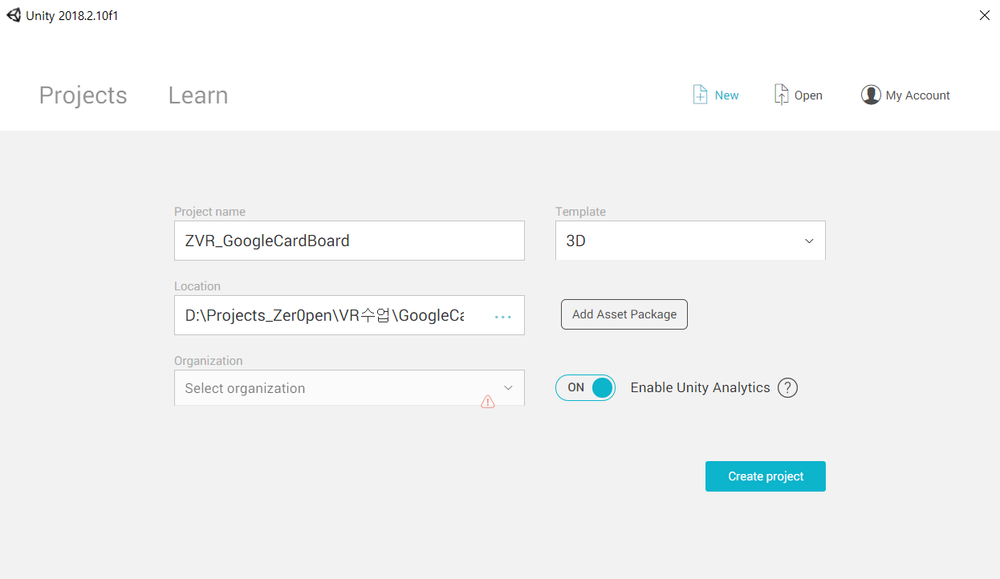 Unity 2018.2.10f1
Projects Learn New Open My Account
Project name Template
ZVR_GoogleCardBoard 3D
Location
D:\Projects_Zer0pen\VR수업\GoogleCa ... Add Asset Package
Organization
Select organization ON Enable Unity Analytics ?
Create project